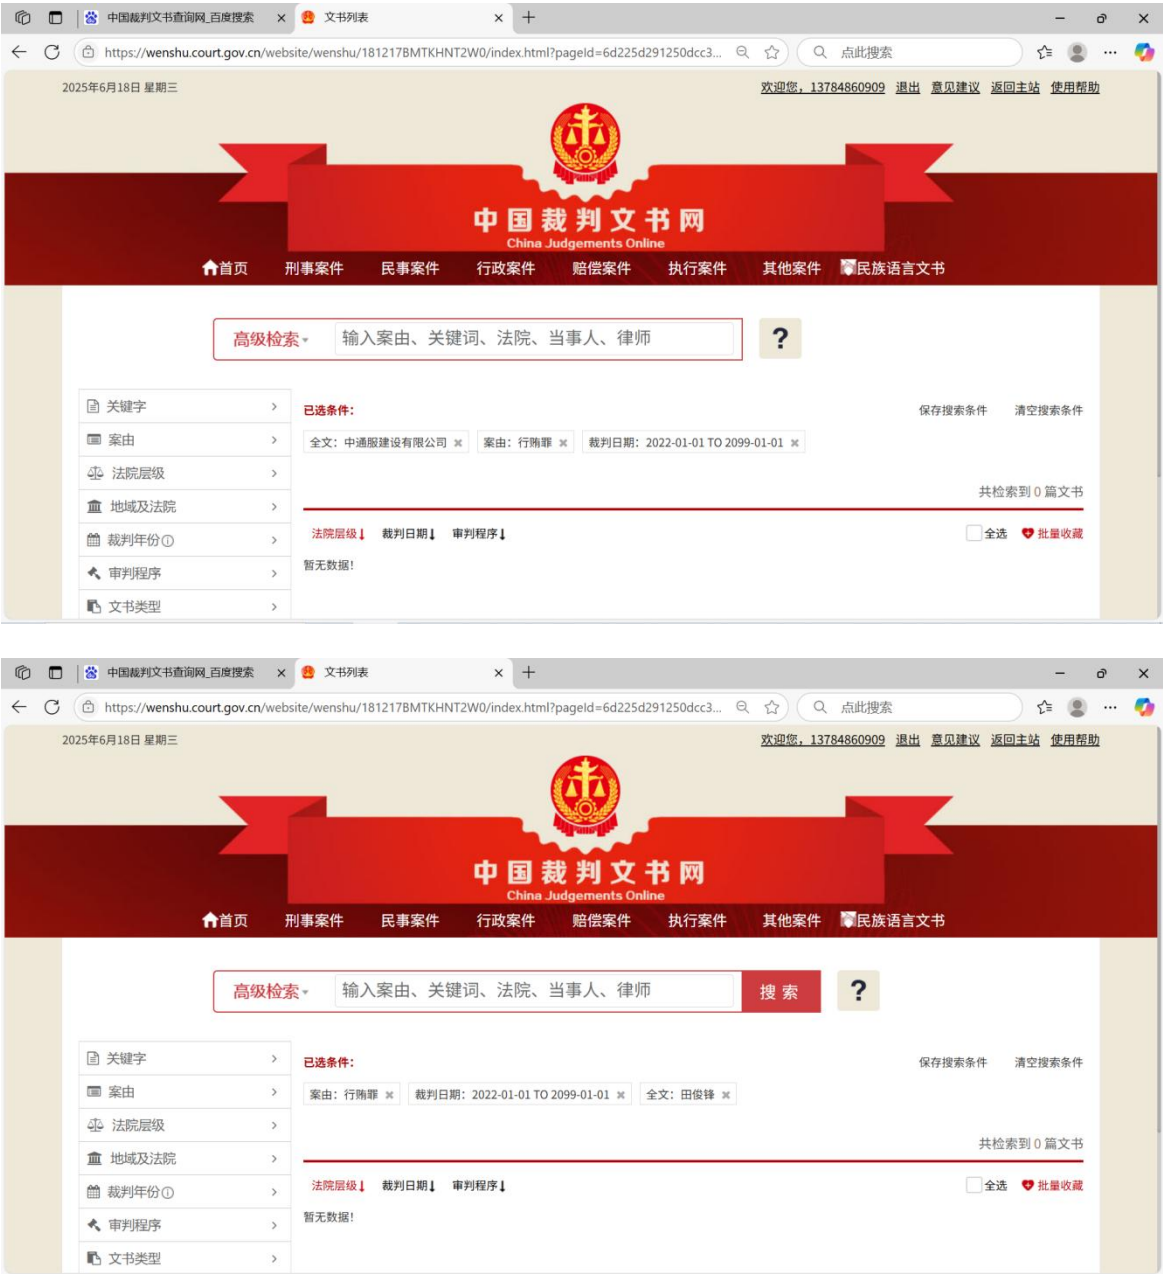 中国裁判文书查询网_百度搜索
文书列表
https://wenshu.court.gov.cn/website/wenshu/181217BMTKHNT2W0/index.html?pageId=6d225d291250dcc3...
点此搜索
2025年6月18日 星期三
欢迎您，13784860909 退出 意见建议 返回主站 使用帮助
中国裁判文书网
China Judgements Online
首页 刑事案件 民事案件 行政案件 赔偿案件 执行案件 其他案件 民族语言文书
高级检索 输入案由、关键词、法院、当事人、律师 ?
关键字
案由
法院层级
地域及法院
裁判年份
审判程序
文书类型
已选条件：
保存搜索条件 清空搜索条件
全文：中通服建设有限公司 案由：行贿罪 裁判日期：2022-01-01 TO 2099-01-01
共检索到 0 篇文书
法院层级 裁判日期 审判程序
全选 批量收藏
暂无数据!
中国裁判文书查询网_百度搜索
文书列表
https://wenshu.court.gov.cn/website/wenshu/181217BMTKHNT2W0/index.html?pageId=6d225d291250dcc3...
点此搜索
2025年6月18日 星期三
欢迎您，13784860909 退出 意见建议 返回主站 使用帮助
中国裁判文书网
China Judgements Online
首页 刑事案件 民事案件 行政案件 赔偿案件 执行案件 其他案件 民族语言文书
高级检索 输入案由、关键词、法院、当事人、律师 搜索 ?
关键字
案由
法院层级
地域及法院
裁判年份
审判程序
文书类型
已选条件：
保存搜索条件 清空搜索条件
案由：行贿罪 裁判日期：2022-01-01 TO 2099-01-01 全文：田俊锋
共检索到 0 篇文书
法院层级 裁判日期 审判程序
全选 批量收藏
暂无数据!